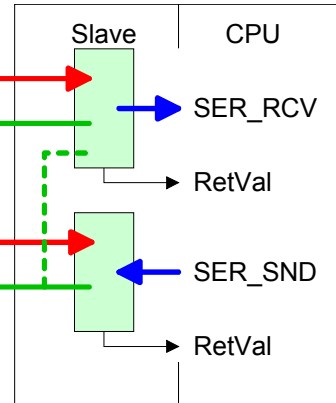 Slave CPU
SER_RCV
RetVal
SER_SND
RetVal